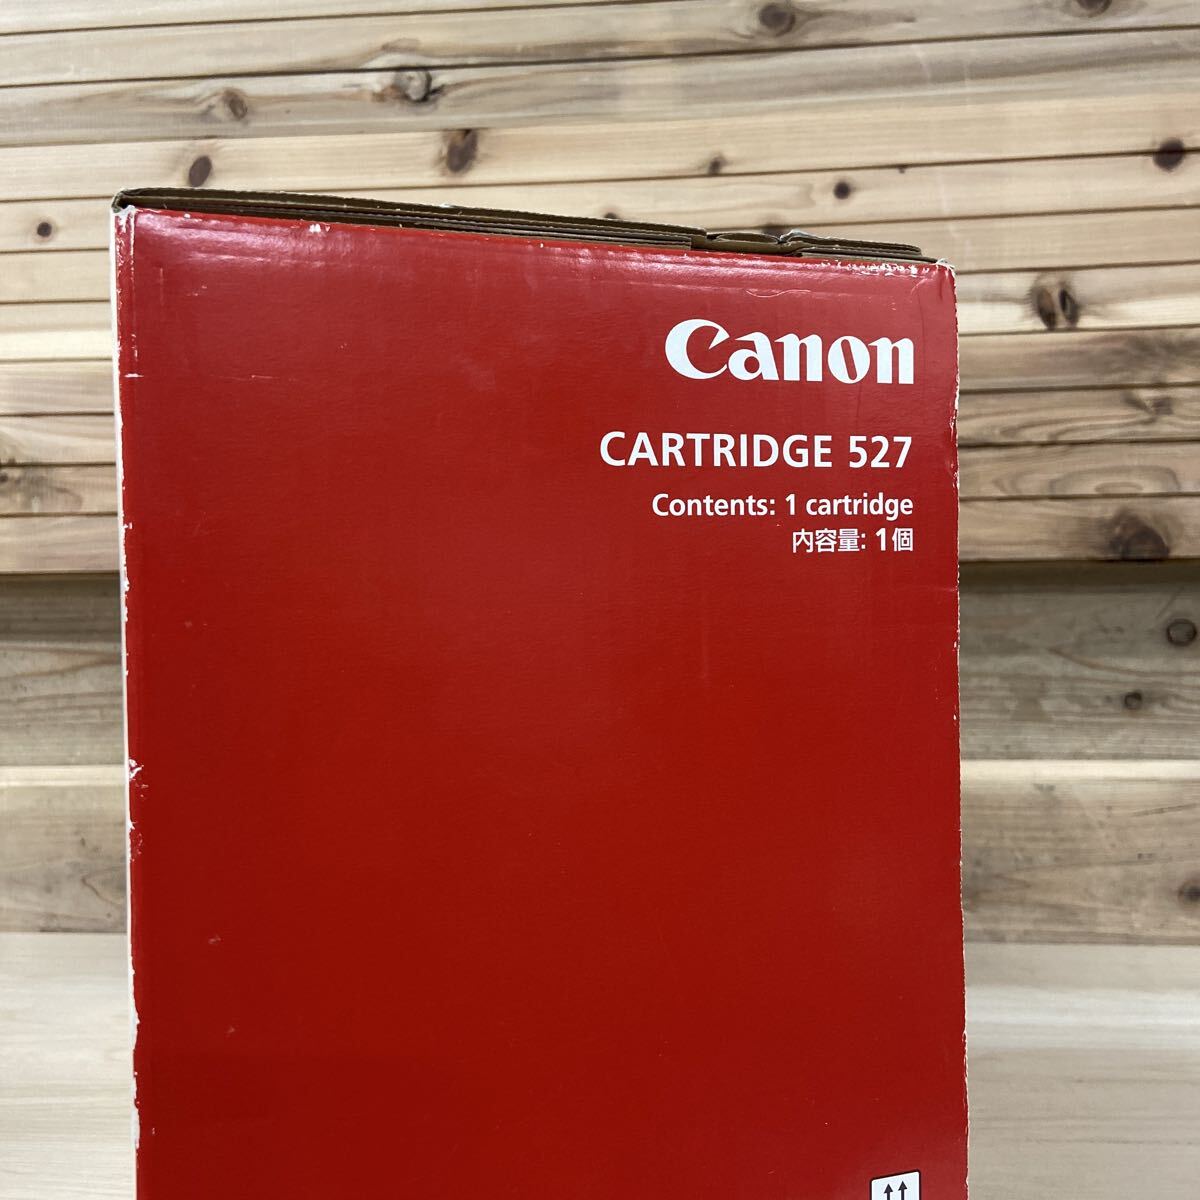 Canon
CARTRIDGE 527
Contents: 1 cartridge
内容量: 1個